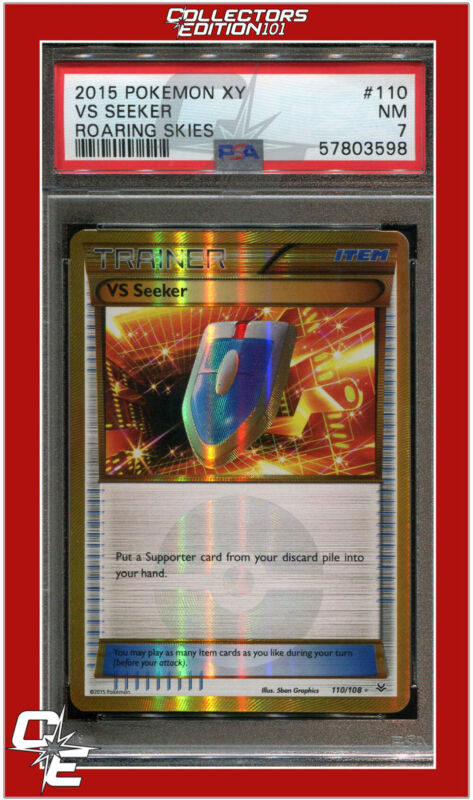 COLLECTORS
EDITION101
2015 POKEMON XY #110
VS SEEKER NM
ROARING SKIES 7
PSA 57803598
TRAINER ITEM
VS Seeker
Put a Supporter card from your discard pile into
your hand.
You may play as many Item cards as you like during your turn
(before your attack).
©2015 Pokémon Illus. 5ban Graphics 110/108
CE